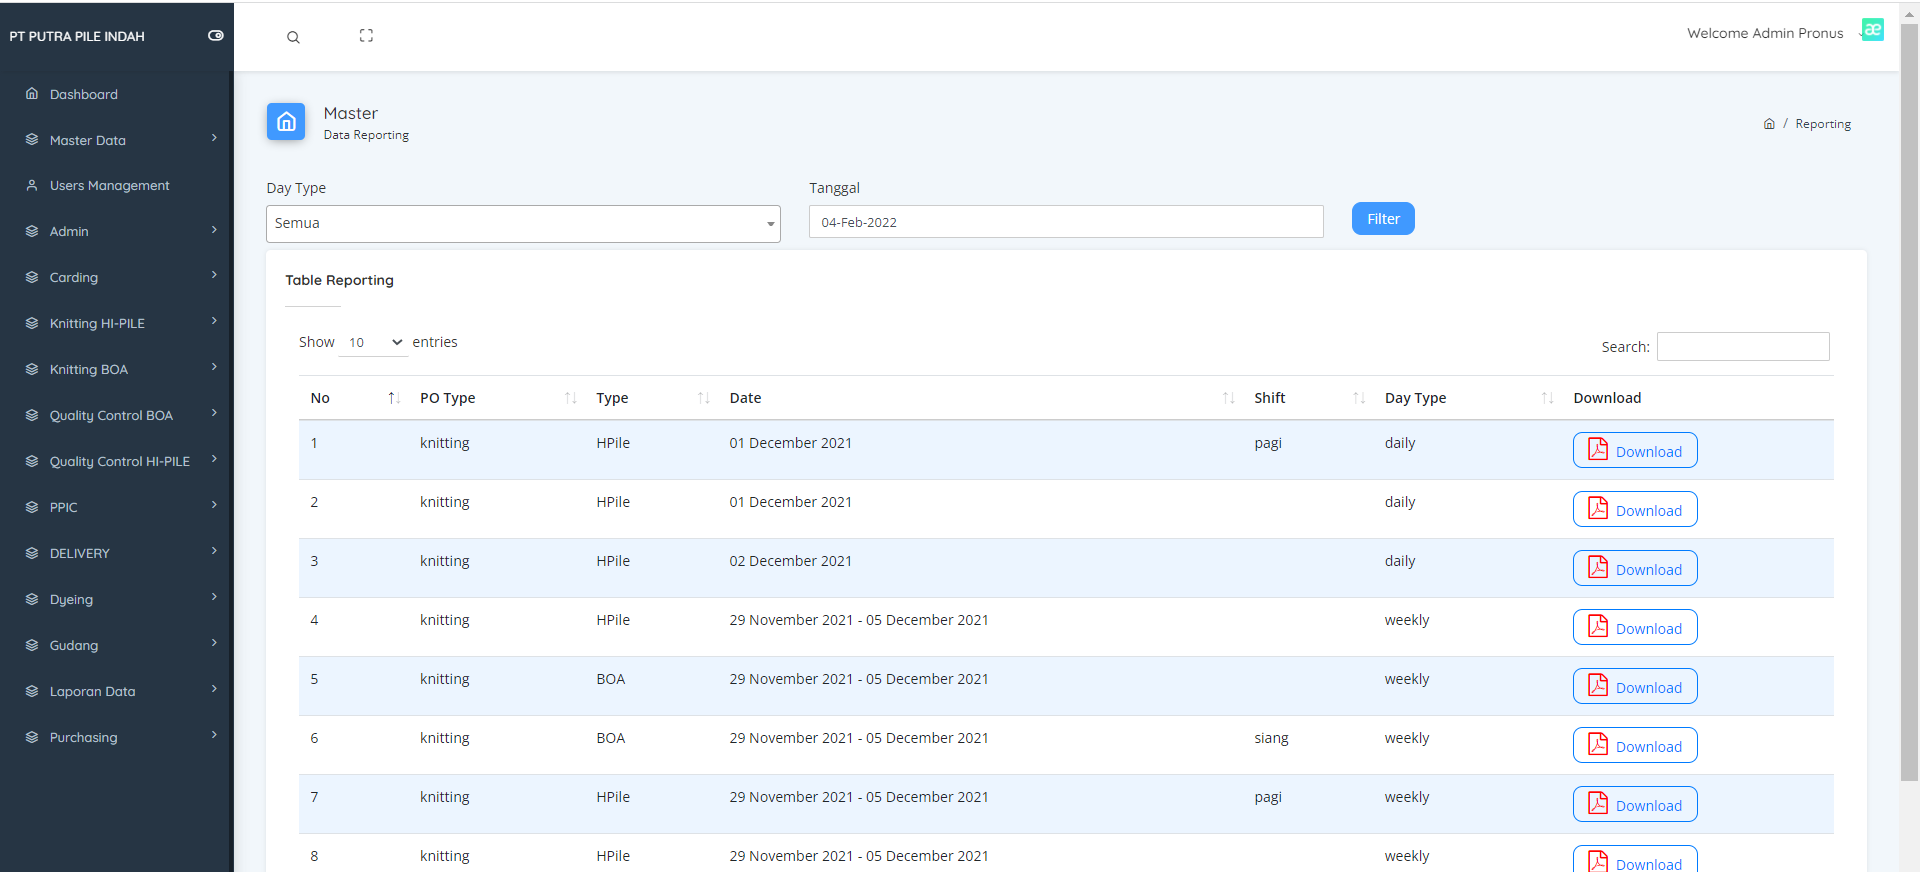 PT PUTRA PILE INDAH
Welcome Admin Pronus
æ
Dashboard
Master Data
Users Management
Admin
Carding
Knitting HI-PILE
Knitting BOA
Quality Control BOA
Quality Control HI-PILE
PPIC
DELIVERY
Dyeing
Gudang
Laporan Data
Purchasing
Master
Data Reporting
/ Reporting
Day Type
Tanggal
Semua
04-Feb-2022
Filter
Table Reporting
Show 10 entries
Search:
No PO Type Type Date Shift Day Type Download
1 knitting HPile 01 December 2021 pagi daily Download
2 knitting HPile 01 December 2021 daily Download
3 knitting HPile 02 December 2021 daily Download
4 knitting HPile 29 November 2021 - 05 December 2021 weekly Download
5 knitting BOA 29 November 2021 - 05 December 2021 weekly Download
6 knitting BOA 29 November 2021 - 05 December 2021 siang weekly Download
7 knitting HPile 29 November 2021 - 05 December 2021 pagi weekly Download
8 knitting HPile 29 November 2021 - 05 December 2021 weekly Download